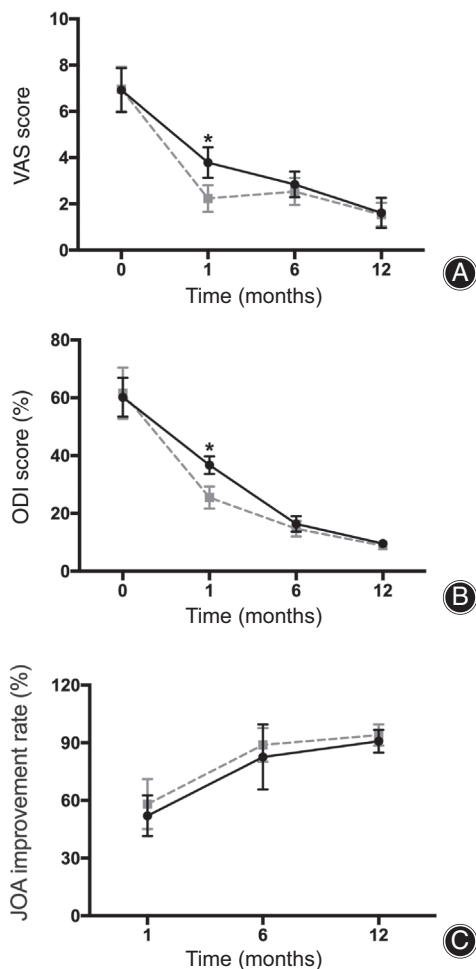 10
8
6
4
2
0
VAS score
*
0 1 6 12
Time (months)
A
80
60
40
20
0
ODI score (%)
*
0 1 6 12
Time (months)
B
120
90
60
30
0
JOA improvement rate (%)
1 6 12
Time (months)
C